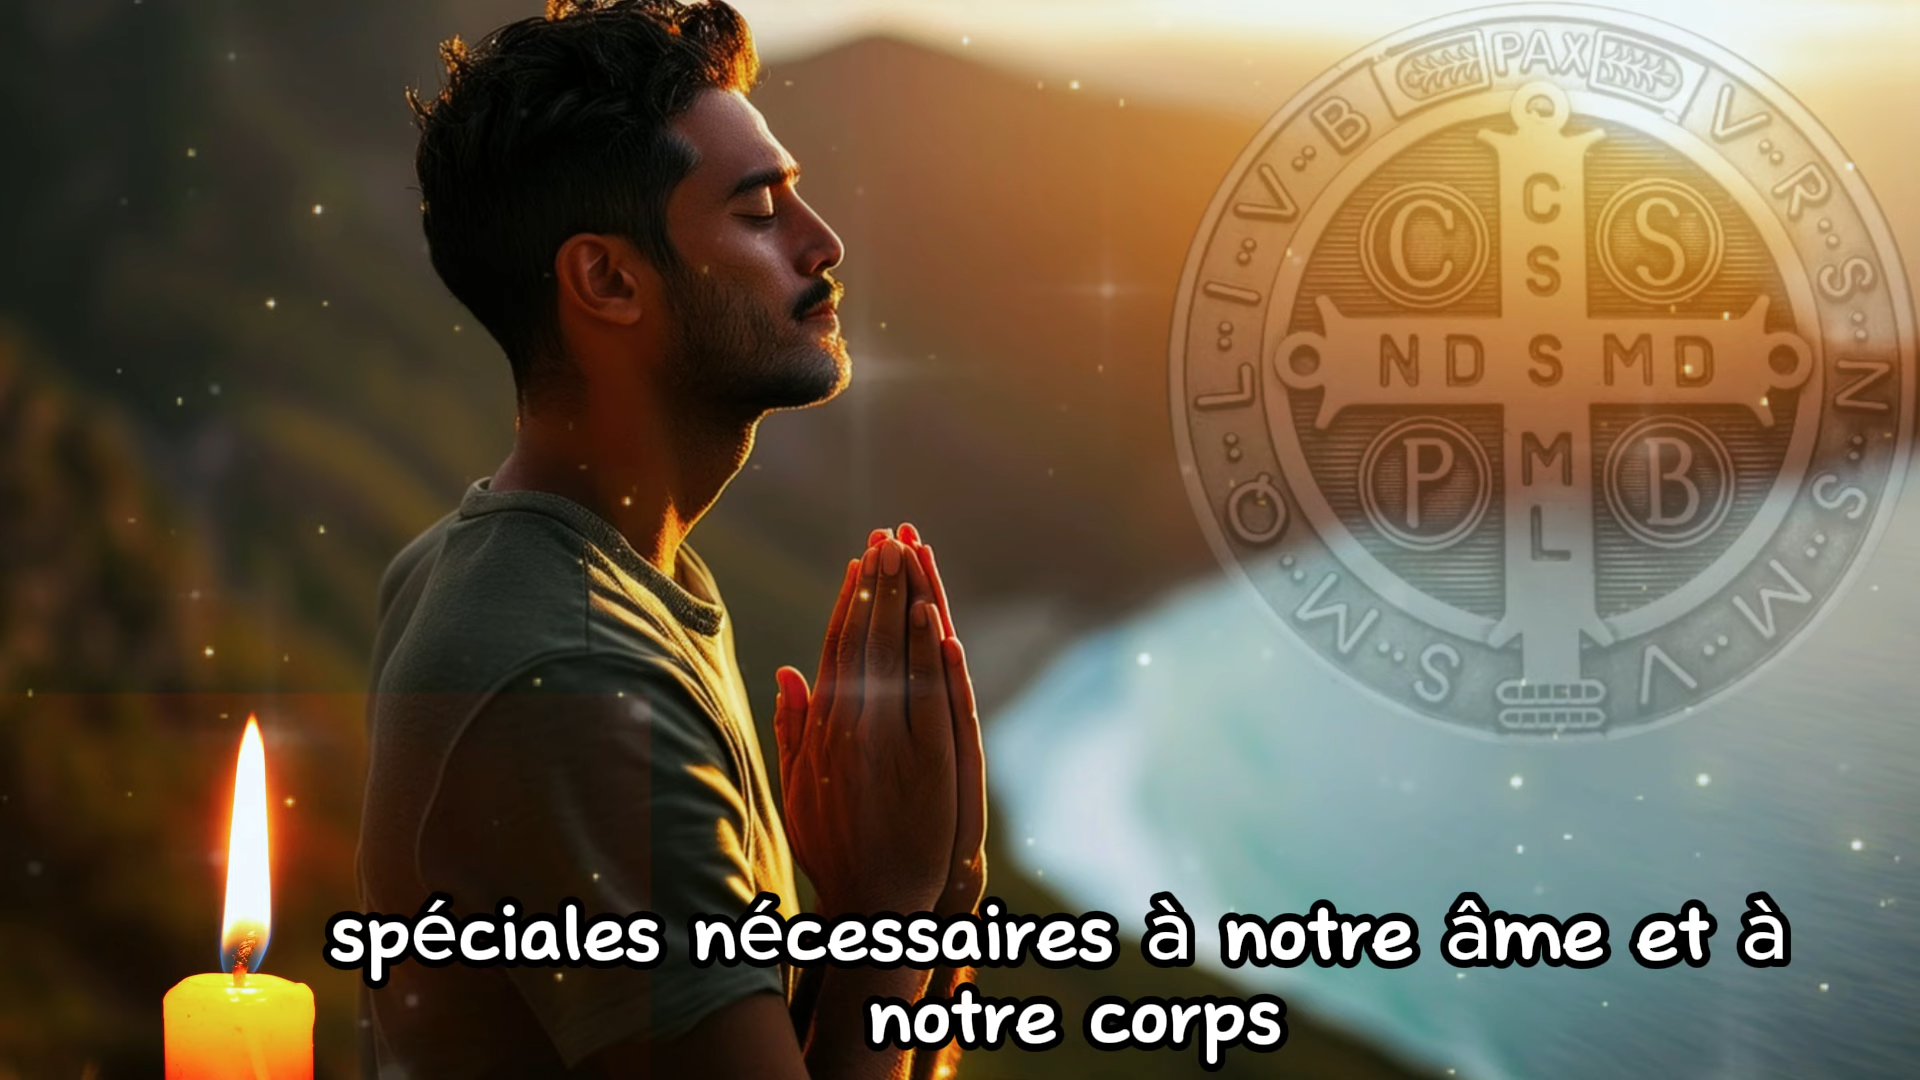 PAX
V R S N S M V
S M Q L I V B
C S
C
S
N D S M D
M
L
P B
spéciales nécessaires à notre âme et à
notre corps